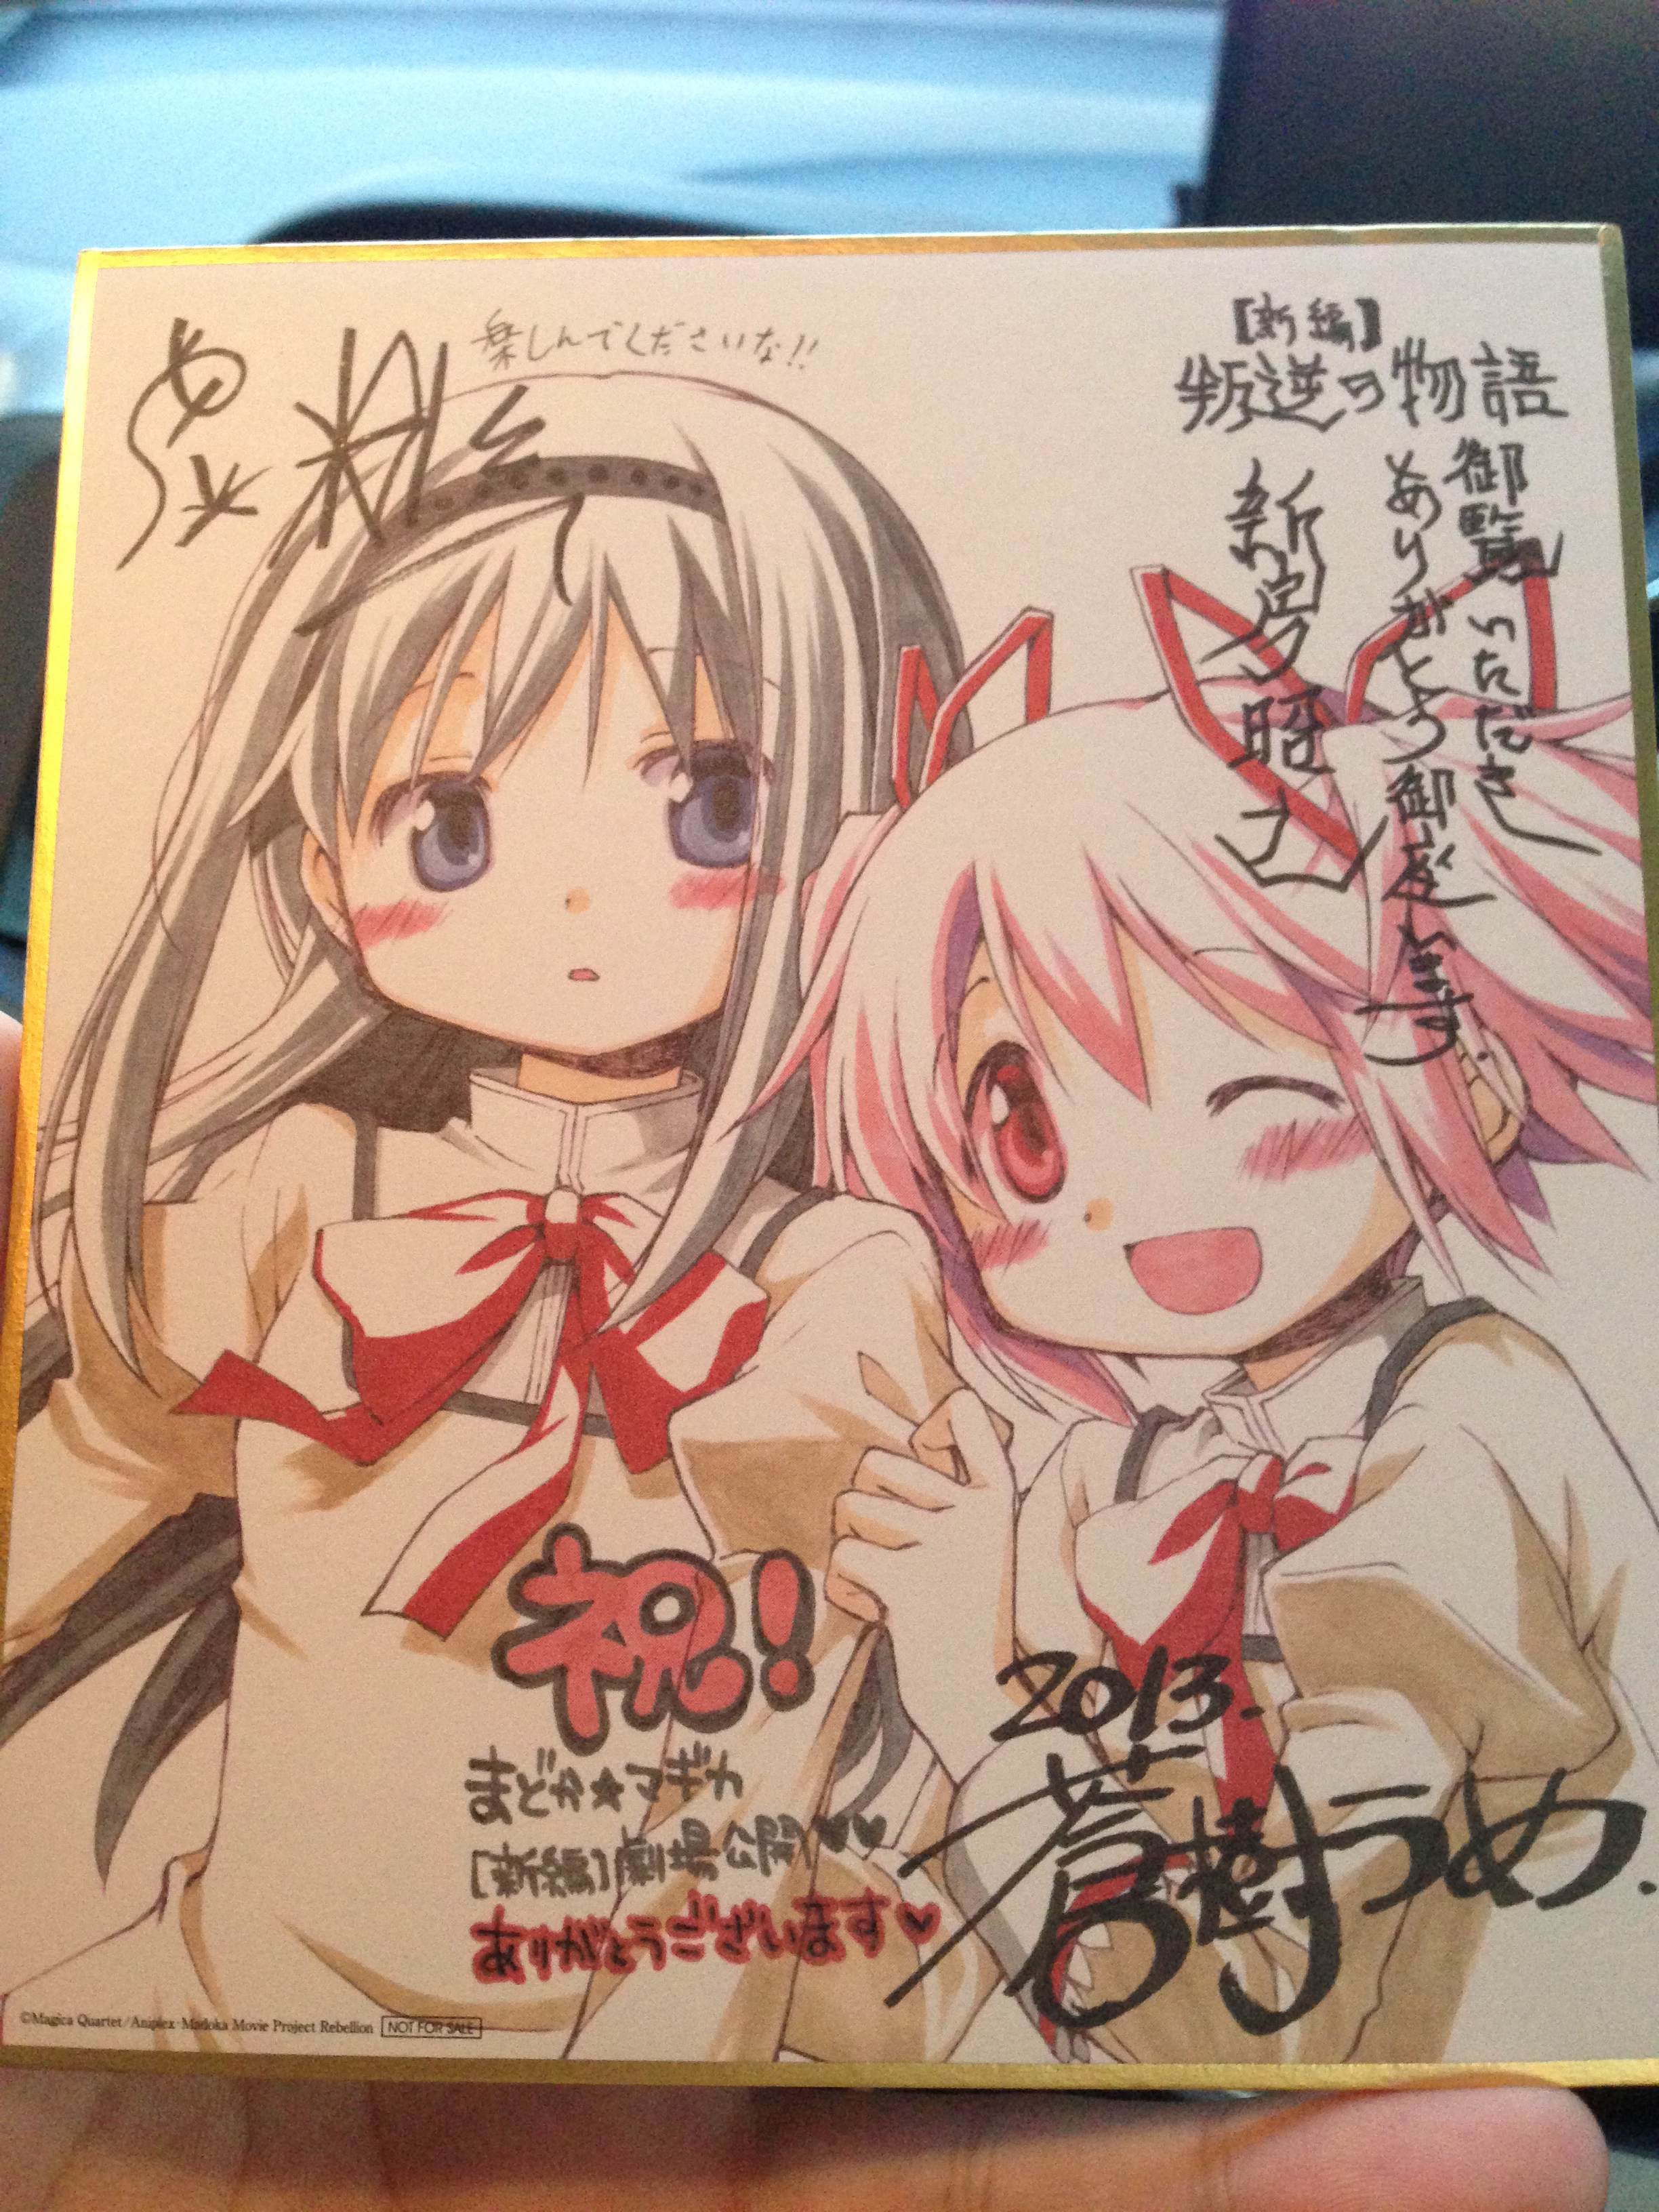 楽しんでくださいな!!
【新編】
叛逆の物語
御覧いただき
ありがとう御座います。
新房昭之
祝!
まどか★マギカ
[新編]劇場公開♥♥
ありがとうございます♥
2013.
蒼樹うめ.
©Magica Quartet/Aniplex·Madoka Movie Project Rebellion NOT FOR SALE